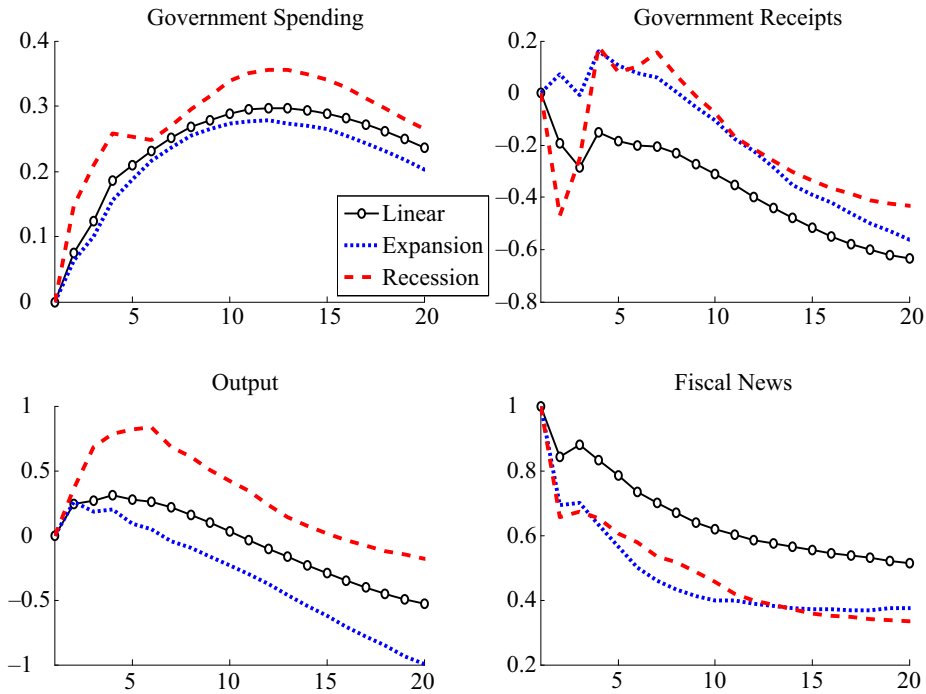 Government Spending
0.4
0.3
0.2
0.1
0
5 10 15 20
Linear
Expansion
Recession
Government Receipts
0.2
0
−0.2
−0.4
−0.6
−0.8
5 10 15 20
Output
1
0.5
0
−0.5
−1
5 10 15 20
Fiscal News
1
0.8
0.6
0.4
0.2
5 10 15 20